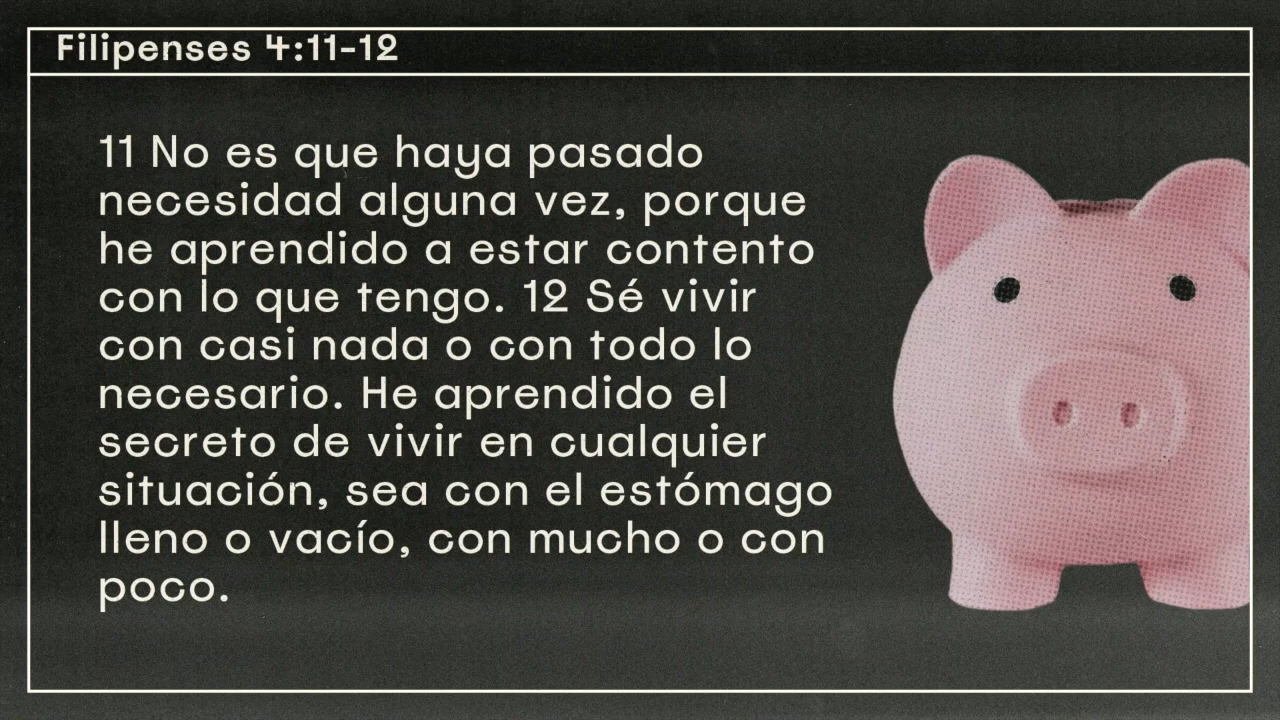 Filipenses 4:11-12
11 No es que haya pasado
necesidad alguna vez, porque
he aprendido a estar contento
con lo que tengo. 12 Sé vivir
con casi nada o con todo lo
necesario. He aprendido el
secreto de vivir en cualquier
situación, sea con el estómago
lleno o vacío, con mucho o con
poco.